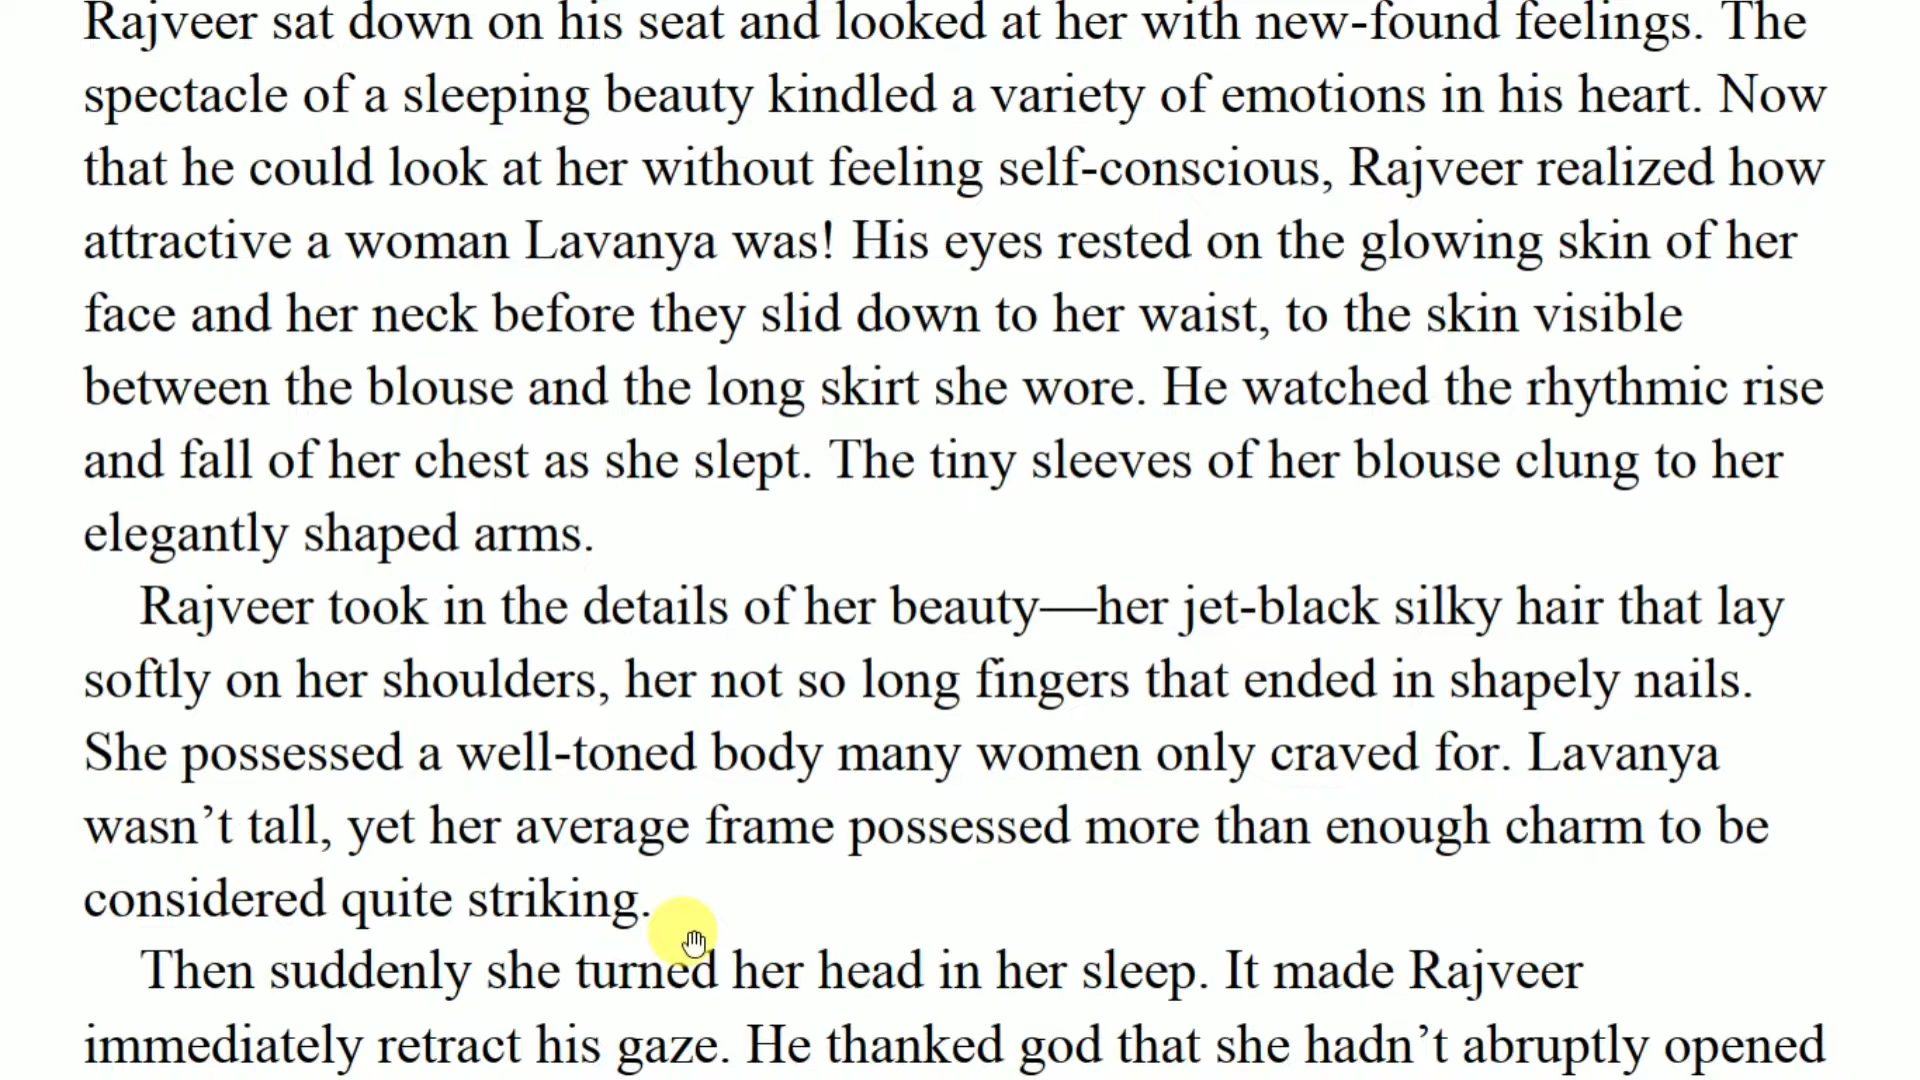 Rajveer sat down on his seat and looked at her with new-found feelings. The
spectacle of a sleeping beauty kindled a variety of emotions in his heart. Now
that he could look at her without feeling self-conscious, Rajveer realized how
attractive a woman Lavanya was! His eyes rested on the glowing skin of her
face and her neck before they slid down to her waist, to the skin visible
between the blouse and the long skirt she wore. He watched the rhythmic rise
and fall of her chest as she slept. The tiny sleeves of her blouse clung to her
elegantly shaped arms.
Rajveer took in the details of her beauty—her jet-black silky hair that lay
softly on her shoulders, her not so long fingers that ended in shapely nails.
She possessed a well-toned body many women only craved for. Lavanya
wasn’t tall, yet her average frame possessed more than enough charm to be
considered quite striking.
Then suddenly she turned her head in her sleep. It made Rajveer
immediately retract his gaze. He thanked god that she hadn’t abruptly opened